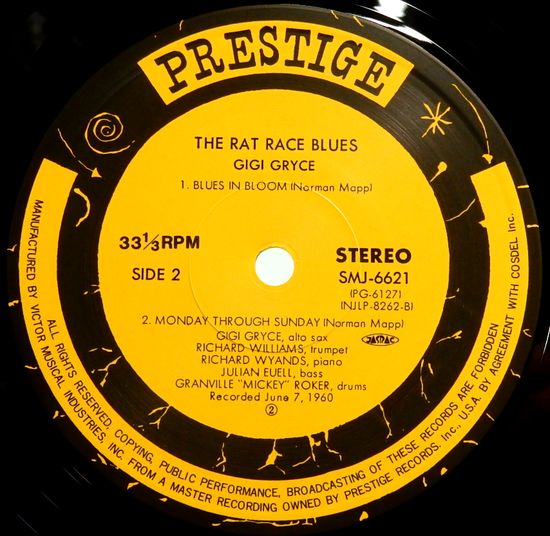 PRESTIGE
THE RAT RACE BLUES
GIGI GRYCE
1. BLUES IN BLOOM (Norman Mapp)
33⅓RPM
SIDE 2
STEREO
SMJ-6621
(PG-6127)
(NJLP-8262-B)
2. MONDAY THROUGH SUNDAY (Norman Mapp)
GIGI GRYCE, alto sax
JASRAC
RICHARD WILLIAMS, trumpet
RICHARD WYANDS, piano
JULIAN EUELL, bass
GRANVILLE "MICKEY" ROKER, drums
Recorded June 7, 1960
②
ALL RIGHTS RESERVED, COPYING, PUBLIC PERFORMANCE, BROADCASTING OF THESE RECORDS ARE FORBIDDEN
MANUFACTURED BY VICTOR MUSICAL INDUSTRIES, INC. FROM A MASTER RECORDING OWNED BY PRESTIGE RECORDS, Inc., U.S.A. BY AGREEMENT WITH COSDEL Inc.